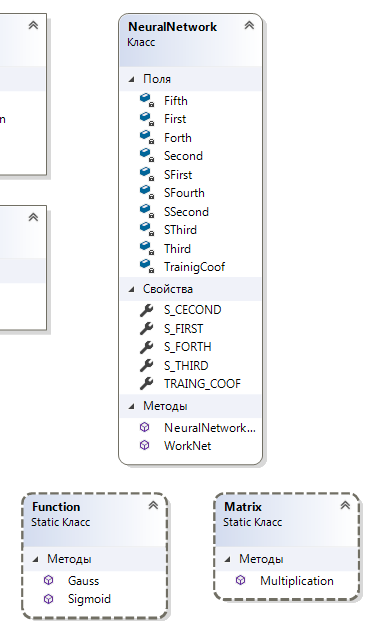 n
NeuralNetwork
Класс
Поля
Fifth
First
Forth
Second
SFirst
SFourth
SSecond
SThird
Third
TrainigCoof
Свойства
S_CECOND
S_FIRST
S_FORTH
S_THIRD
TRAING_COOF
Методы
NeuralNetwork...
WorkNet
Function
Static Класс
Методы
Gauss
Sigmoid
Matrix
Static Класс
Методы
Multiplication